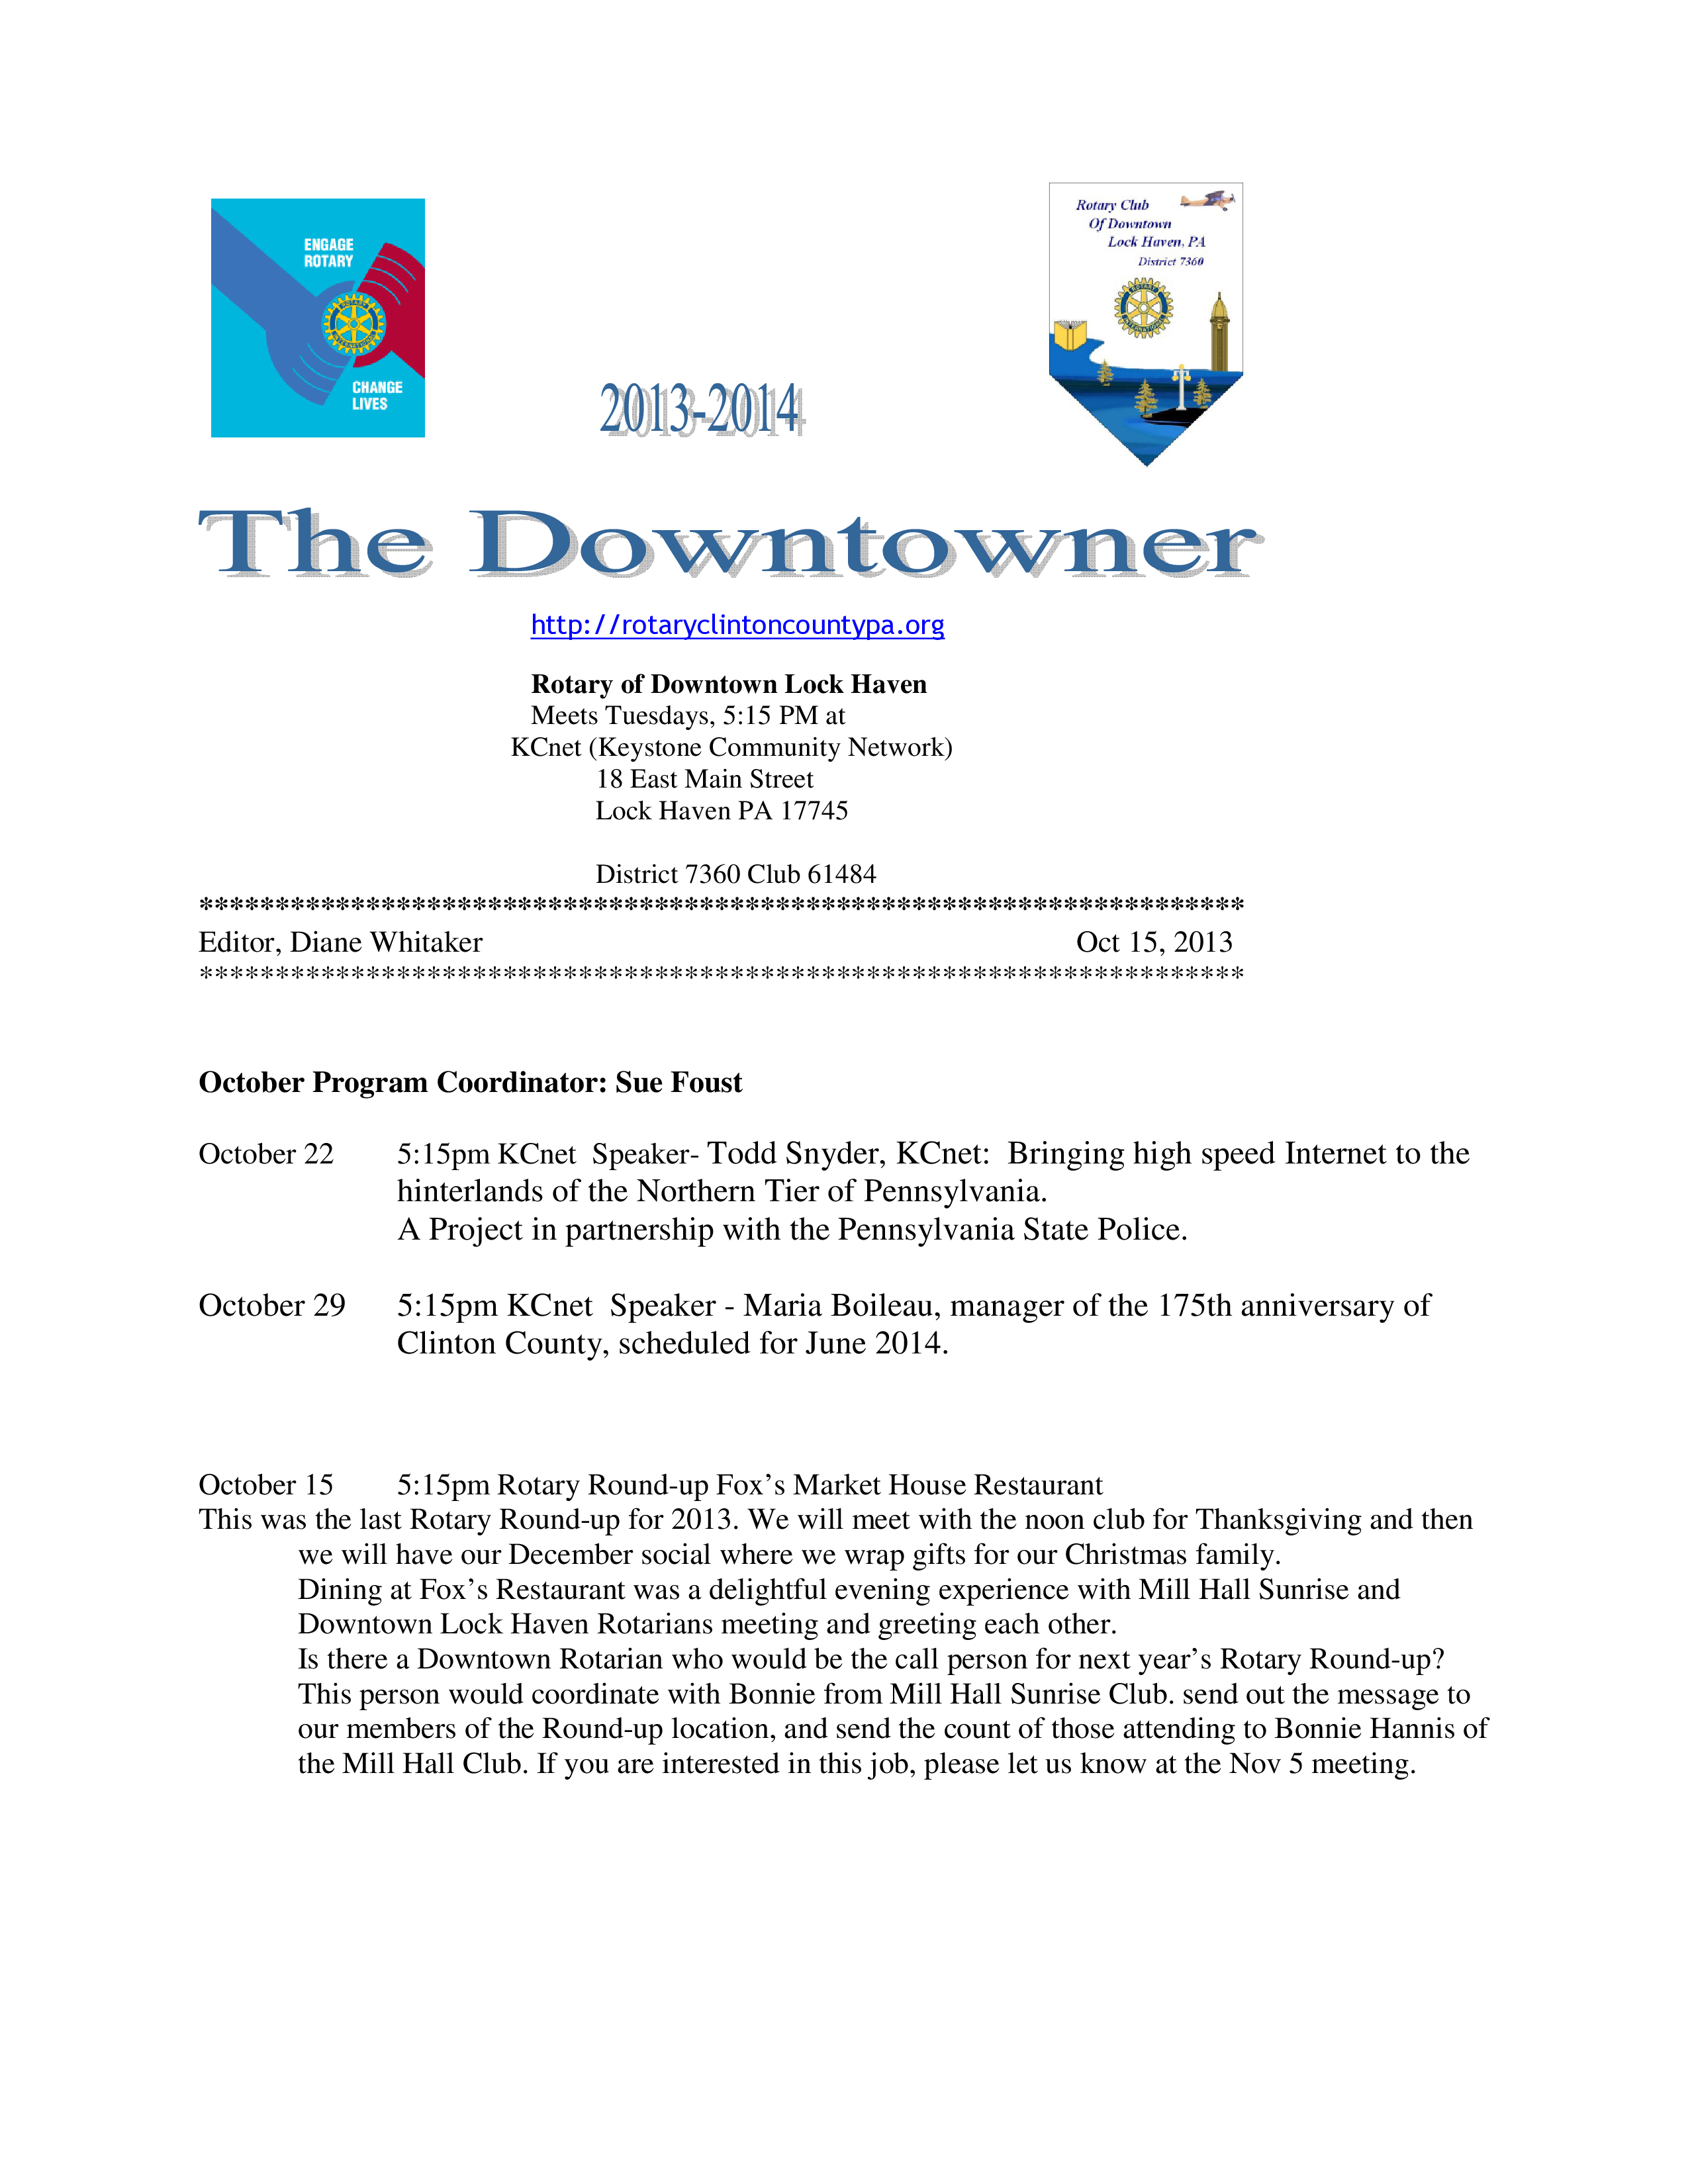 ENGAGE
ROTARY
CHANGE
LIVES
Rotary Club
Of Downtown
Lock Haven, PA
District 7360
ROTARY
INTERNATIONAL
2013-2014
The Downtowner
http://rotaryclintoncountypa.org
Rotary of Downtown Lock Haven
Meets Tuesdays, 5:15 PM at
KCnet (Keystone Community Network)
18 East Main Street
Lock Haven PA 17745
District 7360 Club 61484
*********************************************************************
Editor, Diane Whitaker Oct 15, 2013
*********************************************************************
October Program Coordinator: Sue Foust
October 22 5:15pm KCnet Speaker- Todd Snyder, KCnet: Bringing high speed Internet to the
hinterlands of the Northern Tier of Pennsylvania.
A Project in partnership with the Pennsylvania State Police.
October 29 5:15pm KCnet Speaker - Maria Boileau, manager of the 175th anniversary of
Clinton County, scheduled for June 2014.
October 15 5:15pm Rotary Round-up Fox’s Market House Restaurant
This was the last Rotary Round-up for 2013. We will meet with the noon club for Thanksgiving and then
we will have our December social where we wrap gifts for our Christmas family.
Dining at Fox’s Restaurant was a delightful evening experience with Mill Hall Sunrise and
Downtown Lock Haven Rotarians meeting and greeting each other.
Is there a Downtown Rotarian who would be the call person for next year’s Rotary Round-up?
This person would coordinate with Bonnie from Mill Hall Sunrise Club. send out the message to
our members of the Round-up location, and send the count of those attending to Bonnie Hannis of
the Mill Hall Club. If you are interested in this job, please let us know at the Nov 5 meeting.